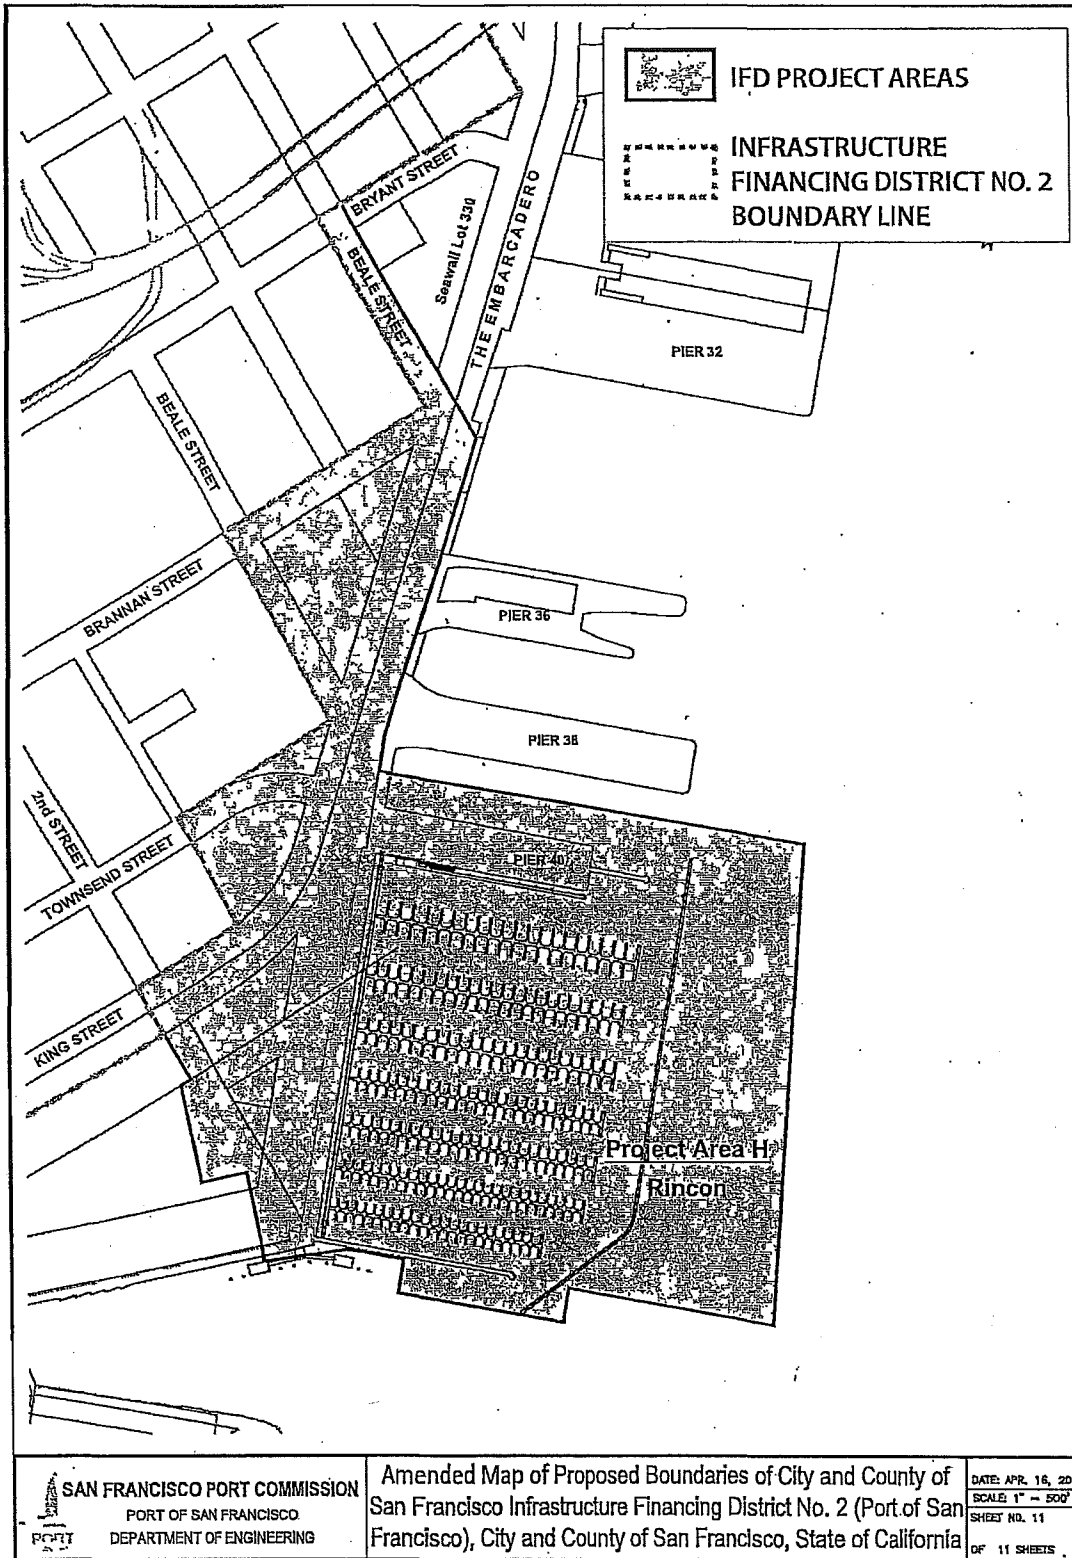 IFD PROJECT AREAS
INFRASTRUCTURE
FINANCING DISTRICT NO. 2
BOUNDARY LINE
BRYANT STREET
Seawall Lot 330
THE EMBARCADERO
BEALE STREET
PIER 32
BEALE STREET
BRANNAN STREET
PIER 36
PIER 38
2nd STREET
TOWNSEND STREET
PIER 40
KING STREET
Project Area H
Rincon
SAN FRANCISCO PORT COMMISSION
PORT OF SAN FRANCISCO
DEPARTMENT OF ENGINEERING
PORT
Amended Map of Proposed Boundaries of City and County of
San Francisco Infrastructure Financing District No. 2 (Port of San
Francisco), City and County of San Francisco, State of California
DATE: APR. 16, 20
SCALE: 1" = 500'
SHEET NO. 11
OF 11 SHEETS